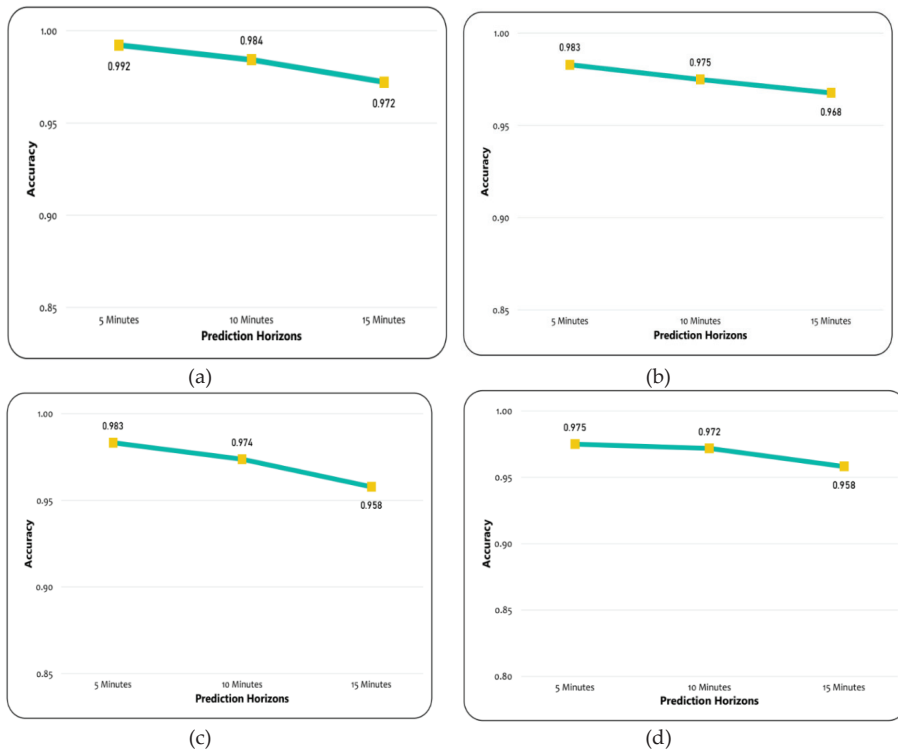 1.00
0.992
0.984
0.972
0.95
0.90
0.85
Accuracy
5 Minutes
10 Minutes
15 Minutes
Prediction Horizons
(a)
1.00
0.983
0.975
0.968
0.95
0.90
0.85
Accuracy
5 Minutes
10 Minutes
15 Minutes
Prediction Horizons
(b)
1.00
0.983
0.974
0.958
0.95
0.90
0.85
Accuracy
5 Minutes
10 Minutes
15 Minutes
Prediction Horizons
(c)
1.00
0.975
0.972
0.958
0.95
0.90
0.85
0.80
Accuracy
5 Minutes
10 Minutes
15 Minutes
Prediction Horizons
(d)